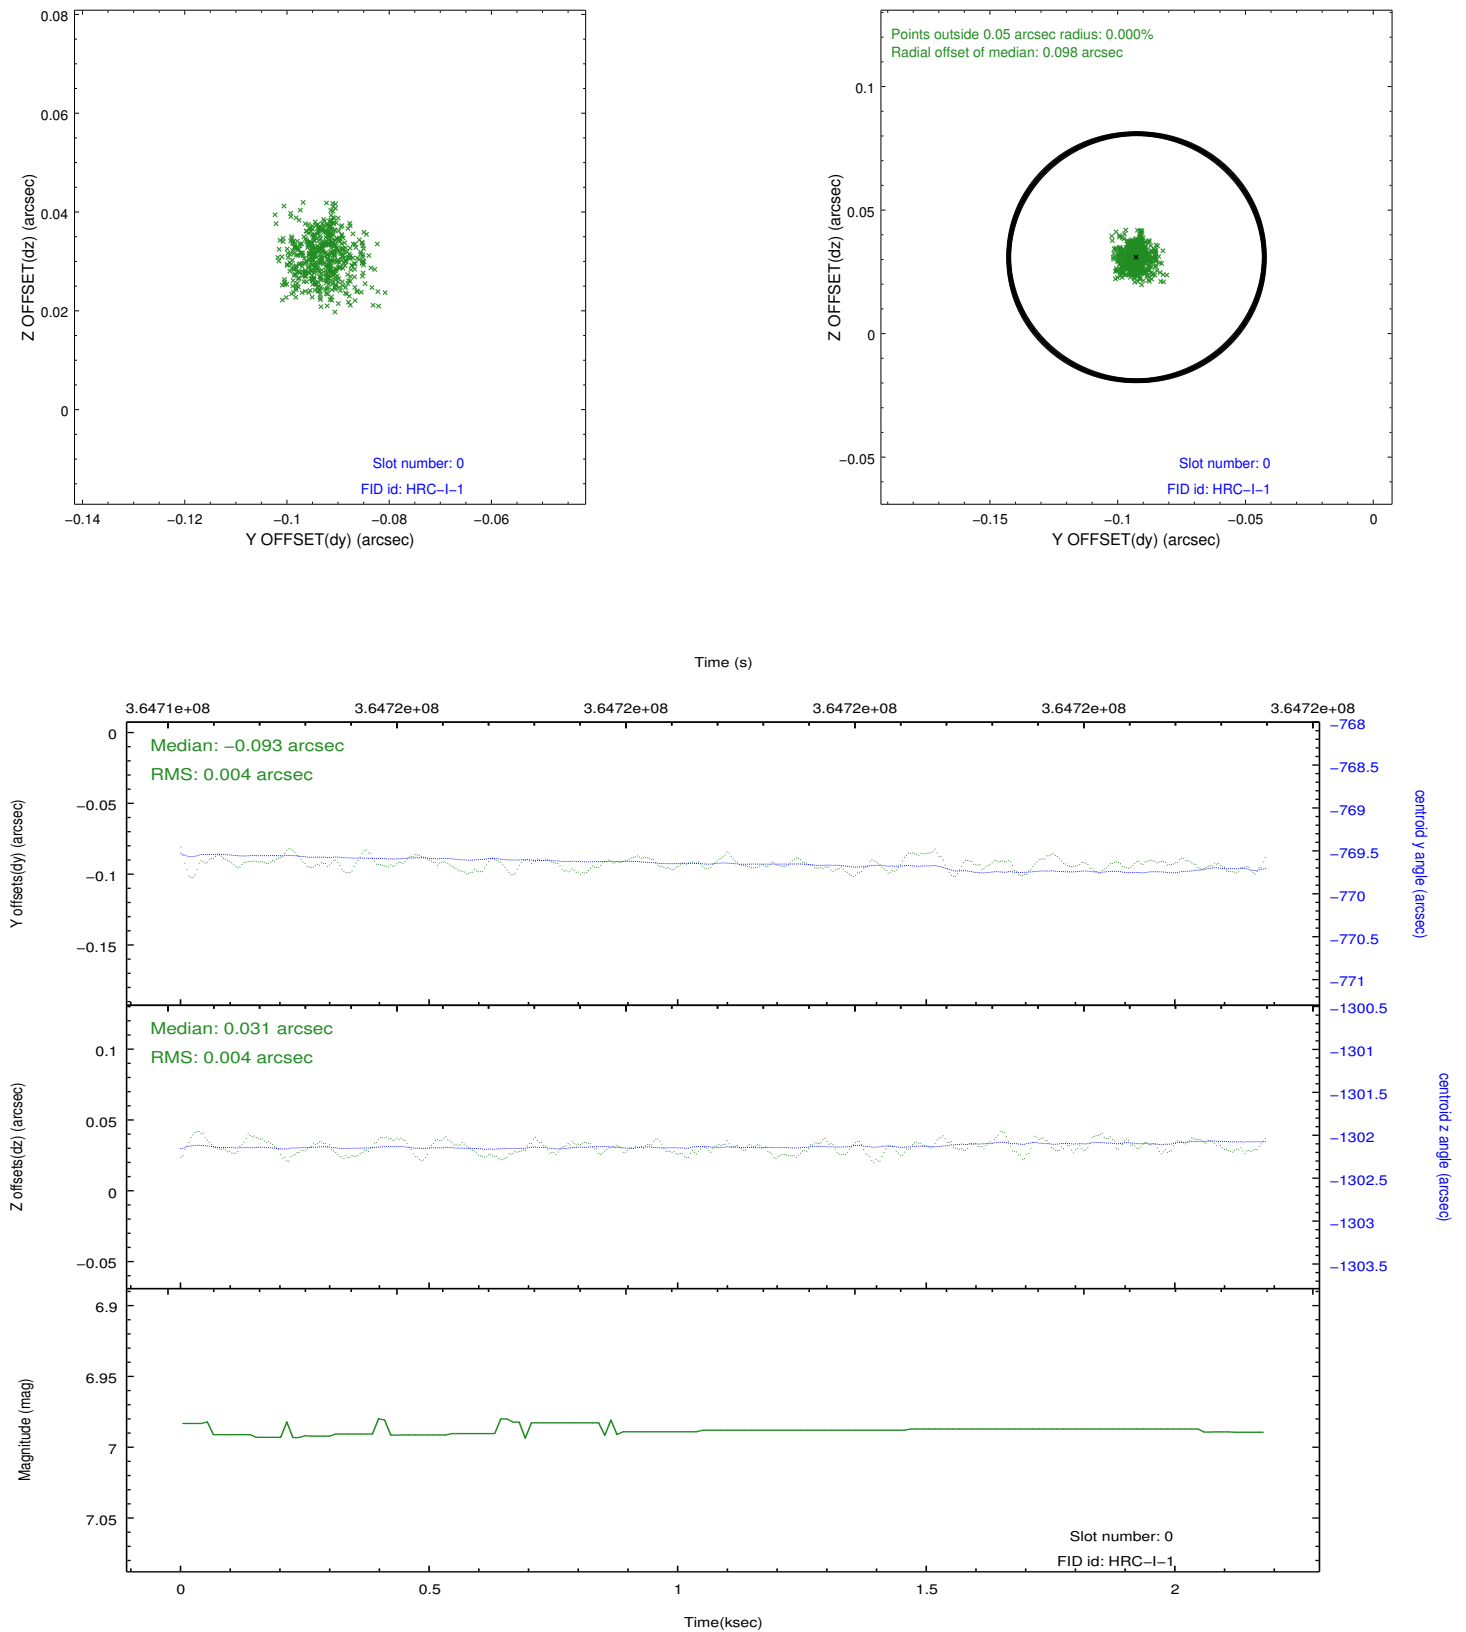 0.08
0.06
0.04
0.02
0
Z OFFSET(dz) (arcsec)
Slot number: 0
FID id: HRC−I−1
−0.14
−0.12
−0.1
−0.08
−0.06
Y OFFSET(dy) (arcsec)
Points outside 0.05 arcsec radius: 0.000%
Radial offset of median: 0.098 arcsec
0.1
0.05
0
−0.05
Z OFFSET(dz) (arcsec)
Slot number: 0
FID id: HRC−I−1
−0.15
−0.1
−0.05
0
Y OFFSET(dy) (arcsec)
Time (s)
3.6471e+08
3.6472e+08
3.6472e+08
3.6472e+08
3.6472e+08
3.6472e+08
Median: −0.093 arcsec
RMS: 0.004 arcsec
0
−0.05
−0.1
−0.15
Y offsets(dy) (arcsec)
−768
−768.5
−769
−769.5
−770
−770.5
−771
centroid y angle (arcsec)
Median: 0.031 arcsec
RMS: 0.004 arcsec
0.1
0.05
0
−0.05
Z offsets(dz) (arcsec)
−1300.5
−1301
−1301.5
−1302
−1302.5
−1303
−1303.5
centroid z angle (arcsec)
6.9
6.95
7
7.05
Magnitude (mag)
Slot number: 0
FID id: HRC−I−1
0
0.5
1
1.5
2
Time(ksec)